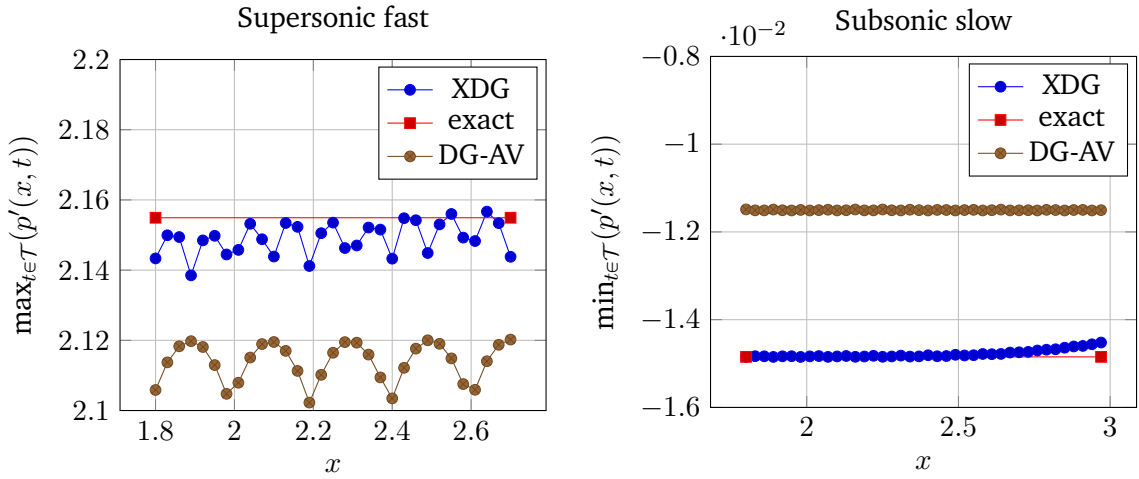 Supersonic fast
2.2
2.18
2.16
2.14
2.12
2.1
1.8 2 2.2 2.4 2.6
x
max_{t∈𝒯}(p′(x, t))
XDG
exact
DG-AV
Subsonic slow
·10⁻²
−0.8
−1
−1.2
−1.4
−1.6
2 2.5 3
x
min_{t∈𝒯}(p′(x, t))
XDG
exact
DG-AV